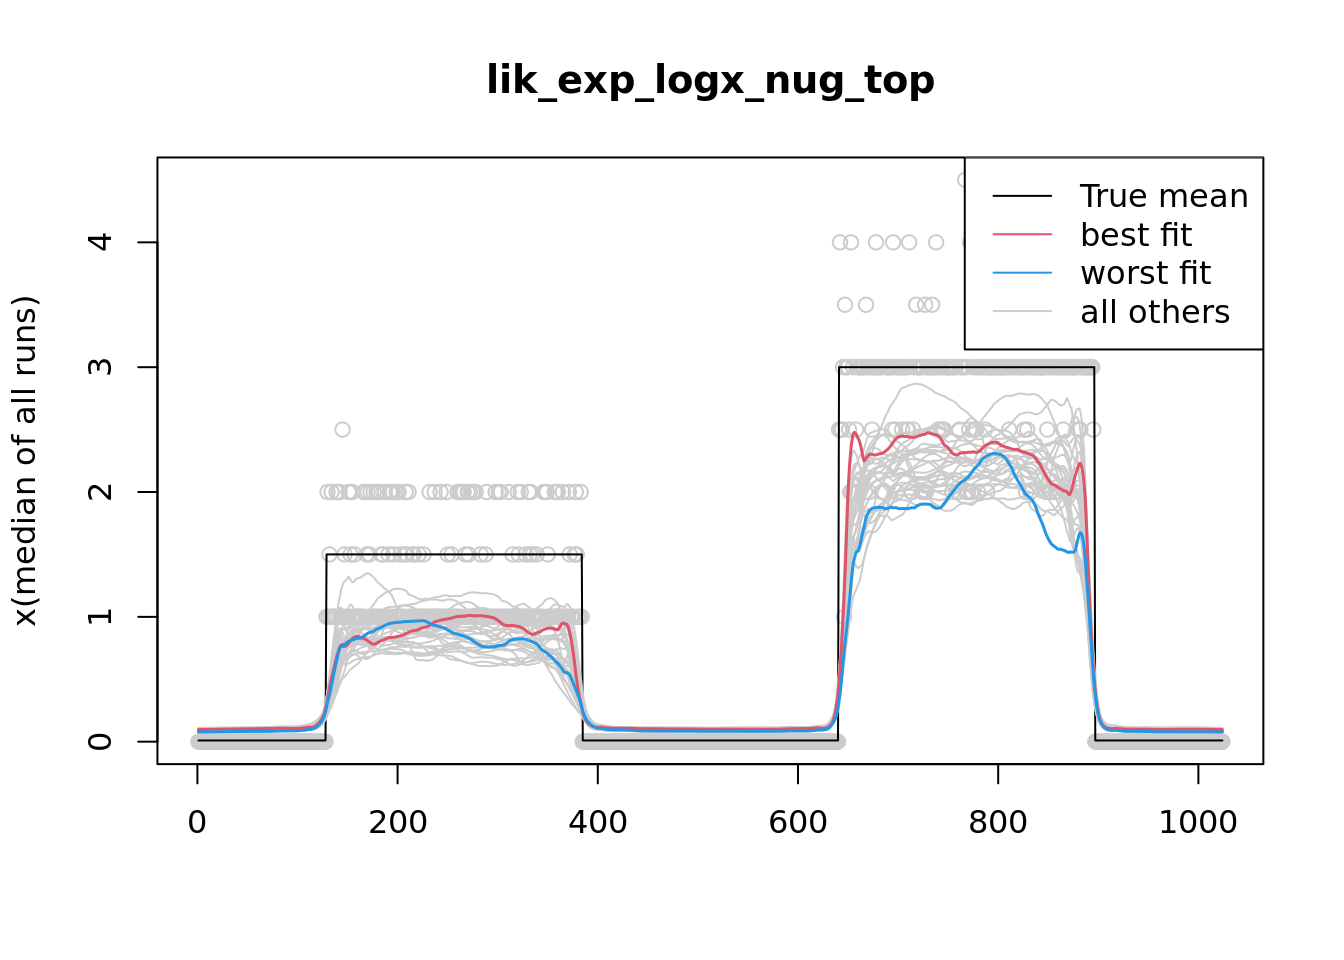 lik_exp_logx_nug_top
True mean
best fit
worst fit
all others
x(median of all runs)
4
3
2
1
0
0 200 400 600 800 1000